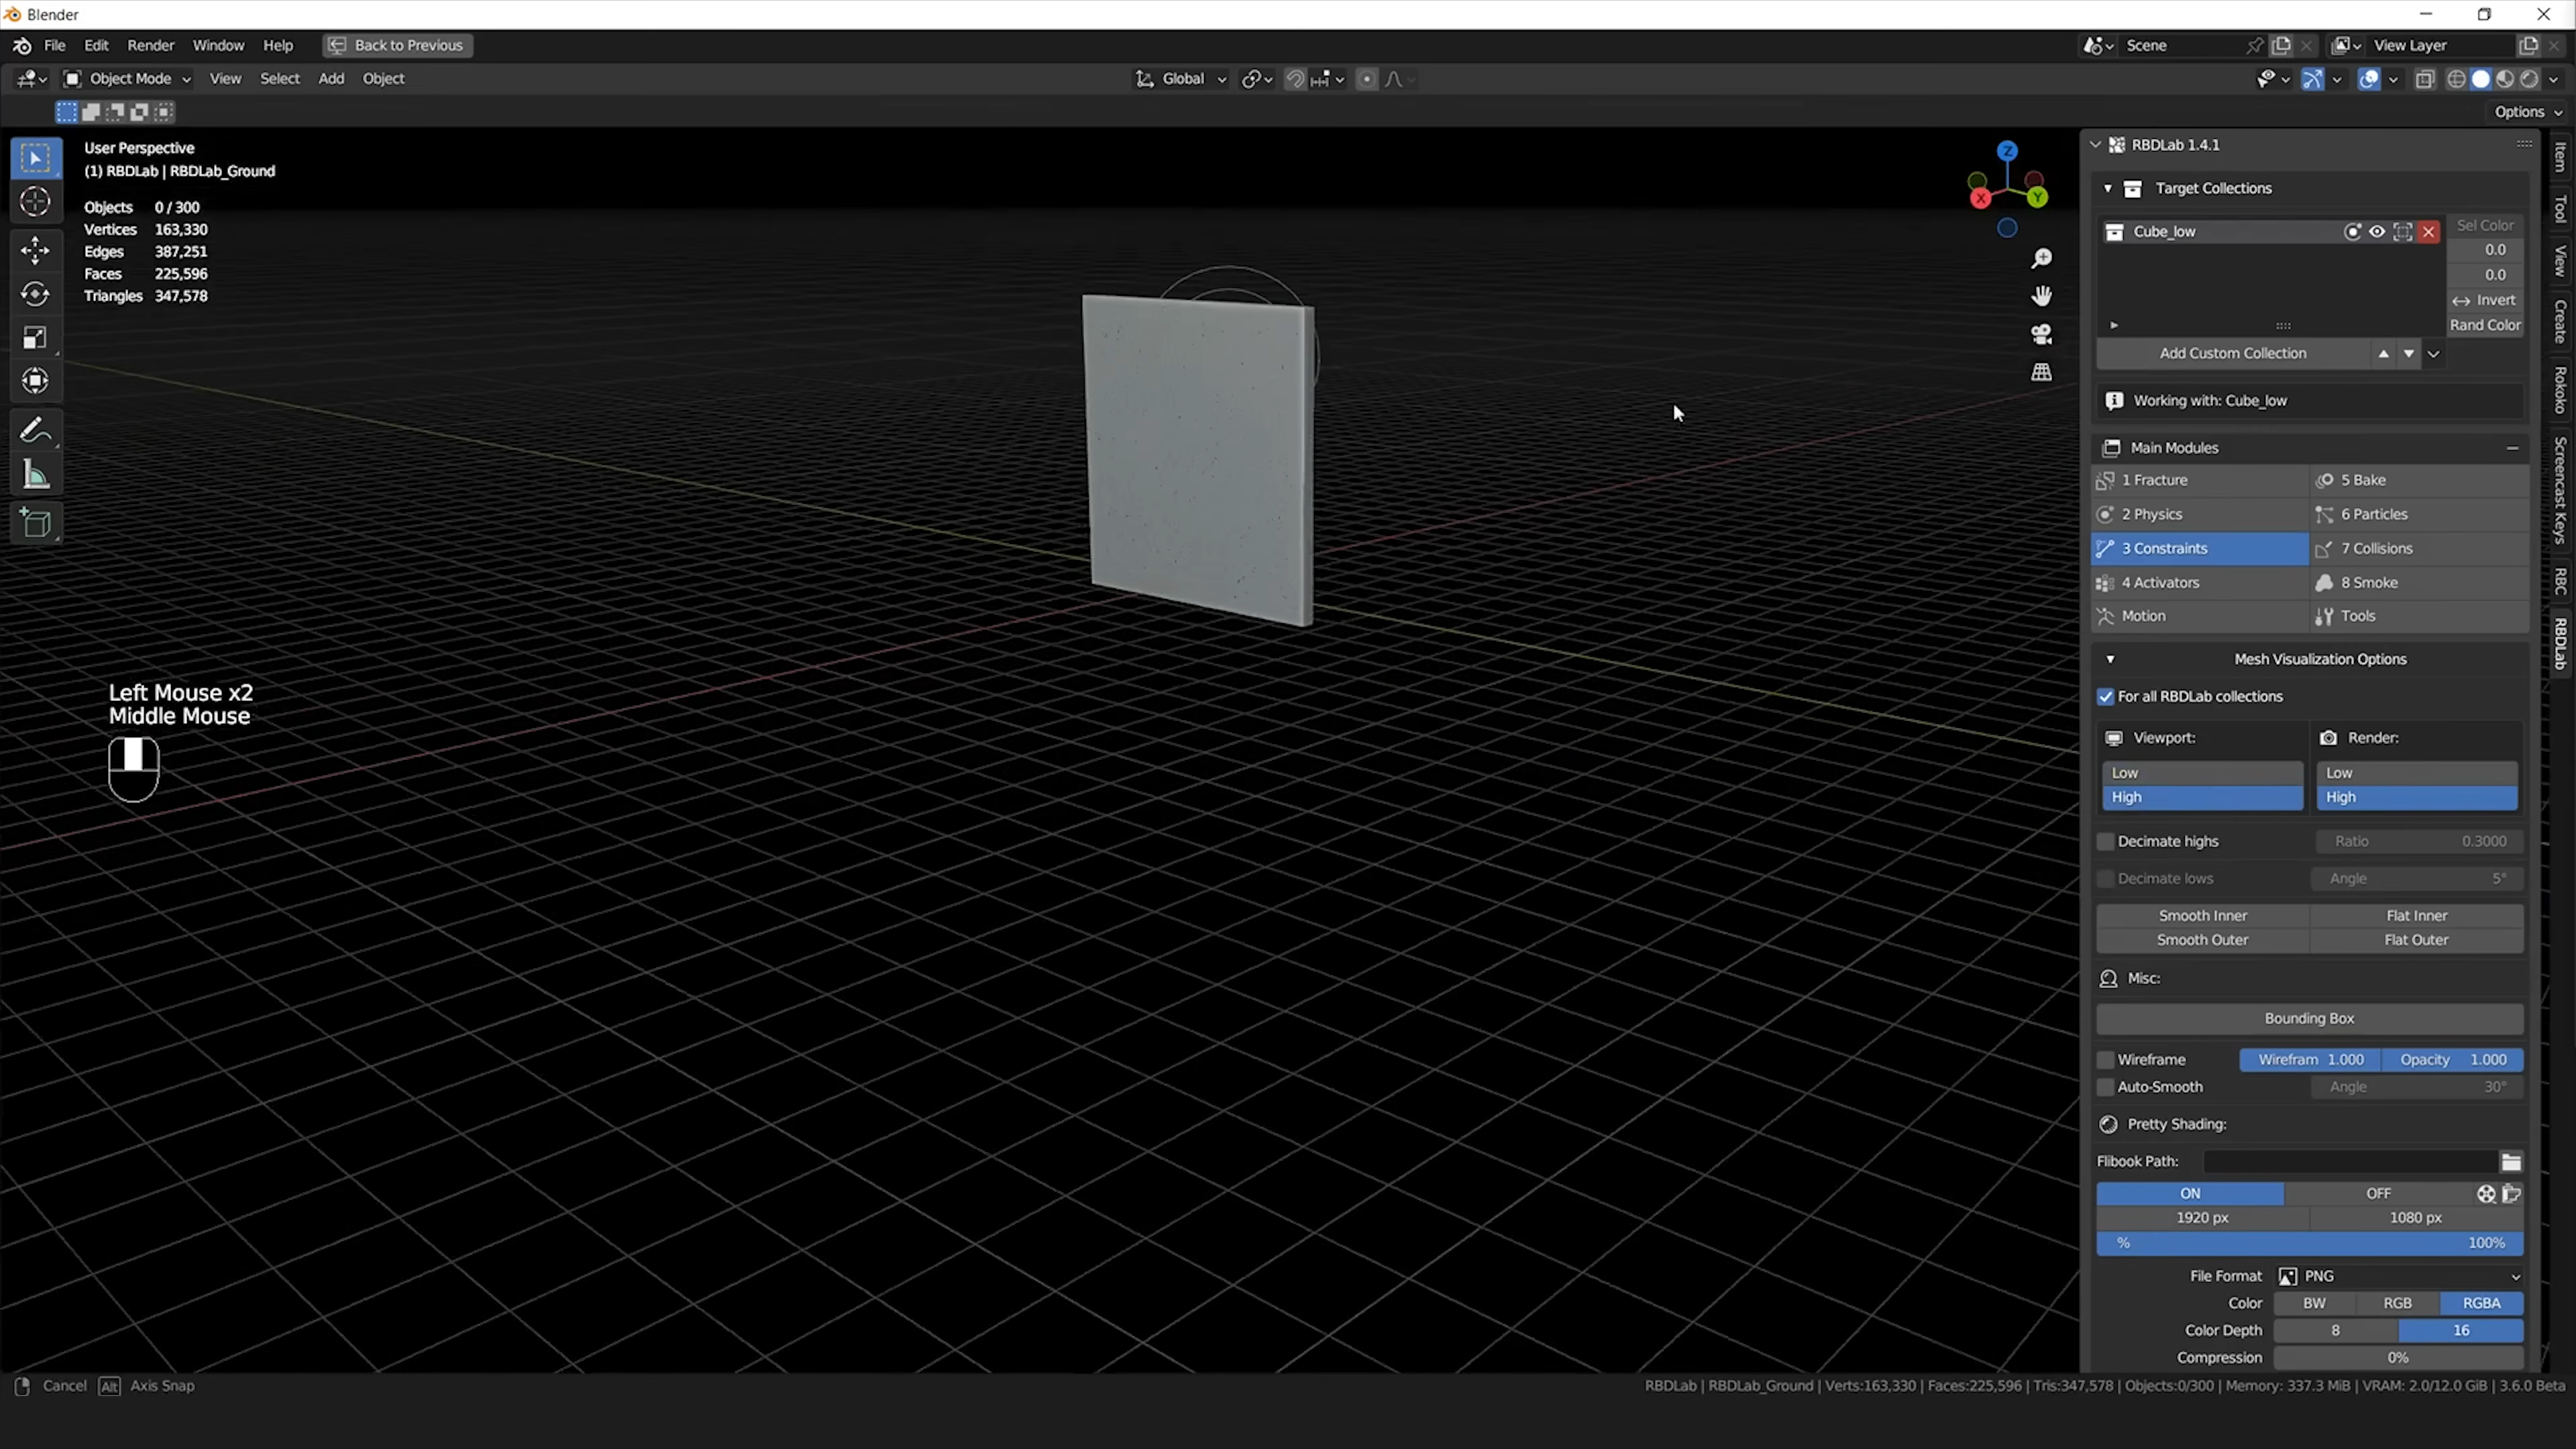 Blender
File Edit Render Window Help Back to Previous Scene View Layer
Object Mode View Select Add Object Global
Options
User Perspective
(1) RBDLab | RBDLab_Ground
Objects 0 / 300
Vertices 163,330
Edges 387,251
Faces 225,596
Triangles 347,578
Z
X
Y
Left Mouse x2
Middle Mouse
RBDLab 1.4.1
Target Collections
Cube_low
Sel Color
0.0
0.0
Invert
Rand Color
Add Custom Collection
Working with: Cube_low
Main Modules
1 Fracture 5 Bake
2 Physics 6 Particles
3 Constraints 7 Collisions
4 Activators 8 Smoke
Motion Tools
Mesh Visualization Options
For all RBDLab collections
Viewport: Render:
Low Low
High High
Decimate highs Ratio 0.3000
Decimate lows Angle 5°
Smooth Inner Flat Inner
Smooth Outer Flat Outer
Misc:
Bounding Box
Wireframe Wirefram 1.000 Opacity 1.000
Auto-Smooth Angle 30°
Pretty Shading:
Flibook Path:
ON OFF
1920 px 1080 px
% 100%
File Format PNG
Color BW RGB RGBA
Color Depth 8 16
Compression 0%
Item
Tool
View
Create
Rokoko
Screencast Keys
RBC
RBDLab
Cancel Alt Axis Snap
RBDLab | RBDLab_Ground | Verts:163,330 | Faces:225,596 | Tris:347,578 | Objects:0/300 | Memory: 337.3 MiB | VRAM: 2.0/12.0 GiB | 3.6.0 Beta